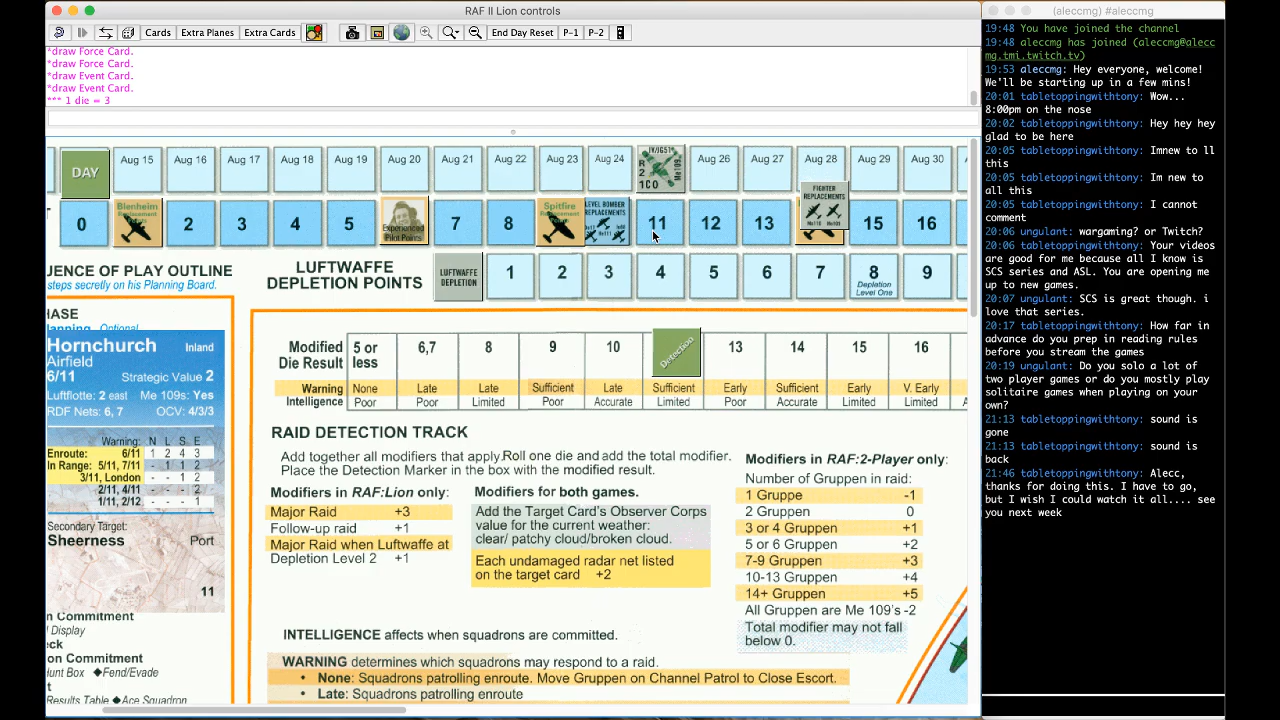 RAF II Lion controls
(aleccmg) #aleccmg
Cards Extra Planes Extra Cards End Day Reset P-1 P-2
*draw Force Card.
*draw Force Card.
*draw Event Card.
*draw Event Card.
*** 1 die = 3
DAY Aug 15 Aug 16 Aug 17 Aug 18 Aug 19 Aug 20 Aug 21 Aug 22 Aug 23 Aug 24 IV/JG51 Me109 R 2 1C0 Aug 26 Aug 27 Aug 28 Aug 29 Aug 30
0 Blenheim 2 3 4 5 Experienced Pilot Points 7 8 Spitfire LEVEL BOMBER REPLACEMENTS 11 12 13 FIGHTER REPLACEMENTS 15 16
UENCE OF PLAY OUTLINE
steps secretly on his Planning Board.
LUFTWAFFE
DEPLETION POINTS
LUFTWAFFE DEPLETION 1 2 3 4 5 6 7 8 Depletion Level One 9
HASE
Optional
Hornchurch Inland
Airfield
6/11 Strategic Value 2
Luftflotte: 2 east Me 109s: Yes
RDF Nets: 6, 7 OCV: 4/3/3
Warning: N L S E
Enroute: 6/11 1 2 4 3
In Range: 5/11, 7/11 - 1 1 2
3/11, London - - 1 2
2/11, 4/11 - - - 1
1/11, 2/12 - - - 1
Secondary Target:
Sheerness Port
11
n Commitment
l Display
eck
on Commitment
Hunt Box ◆Fend/Evade
t
Results Table ◆Ace Squadron
Modified Die Result 5 or less 6,7 8 9 10 Detection 13 14 15 16
Warning None Late Late Sufficient Late Sufficient Early Sufficient Early V. Early
Intelligence Poor Poor Limited Poor Accurate Limited Poor Accurate Limited Limited
RAID DETECTION TRACK
Add together all modifiers that apply.Roll one die and add the total modifier.
Place the Detection Marker in the box with the modified result.
Modifiers in RAF:Lion only:
Major Raid +3
Follow-up raid +1
Major Raid when Luftwaffe at
Depletion Level 2 +1
Modifiers for both games.
Add the Target Card's Observer Corps
value for the current weather:
clear/ patchy cloud/broken cloud.
Each undamaged radar net listed
on the target card +2
Modifiers in RAF:2-Player only:
Number of Gruppen in raid:
1 Gruppe -1
2 Gruppen 0
3 or 4 Gruppen +1
5 or 6 Gruppen +2
7-9 Gruppen +3
10-13 Gruppen +4
14+ Gruppen +5
All Gruppen are Me 109's -2
Total modifier may not fall
below 0.
INTELLIGENCE affects when squadrons are committed.
WARNING determines which squadrons may respond to a raid.
• None: Squadrons patrolling enroute. Move Gruppen on Channel Patrol to Close Escort.
• Late: Squadrons patrolling enroute
19:48 You have joined the channel
19:48 aleccmg has joined (aleccmg@alecc
mg.tmi.twitch.tv)
19:53 aleccmg: Hey everyone, welcome!
We'll be starting up in a few mins!
20:01 tabletoppingwithtony: Wow...
8:00pm on the nose
20:02 tabletoppingwithtony: Hey hey hey
glad to be here
20:05 tabletoppingwithtony: Imnew to ll
this
20:05 tabletoppingwithtony: Im new to
all this
20:05 tabletoppingwithtony: I cannot
comment
20:06 ungulant: wargaming? or Twitch?
20:06 tabletoppingwithtony: Your videos
are good for me because all I know is
SCS series and ASL. You are opening me
up to new games.
20:07 ungulant: SCS is great though. i
love that series.
20:17 tabletoppingwithtony: How far in
advance do you prep in reading rules
before you stream the games
20:19 ungulant: Do you solo a lot of
two player games or do you mostly play
solitaire games when playing on your
own?
21:13 tabletoppingwithtony: sound is
gone
21:13 tabletoppingwithtony: sound is
back
21:46 tabletoppingwithtony: Alecc,
thanks for doing this. I have to go,
but I wish I could watch it all.... see
you next week